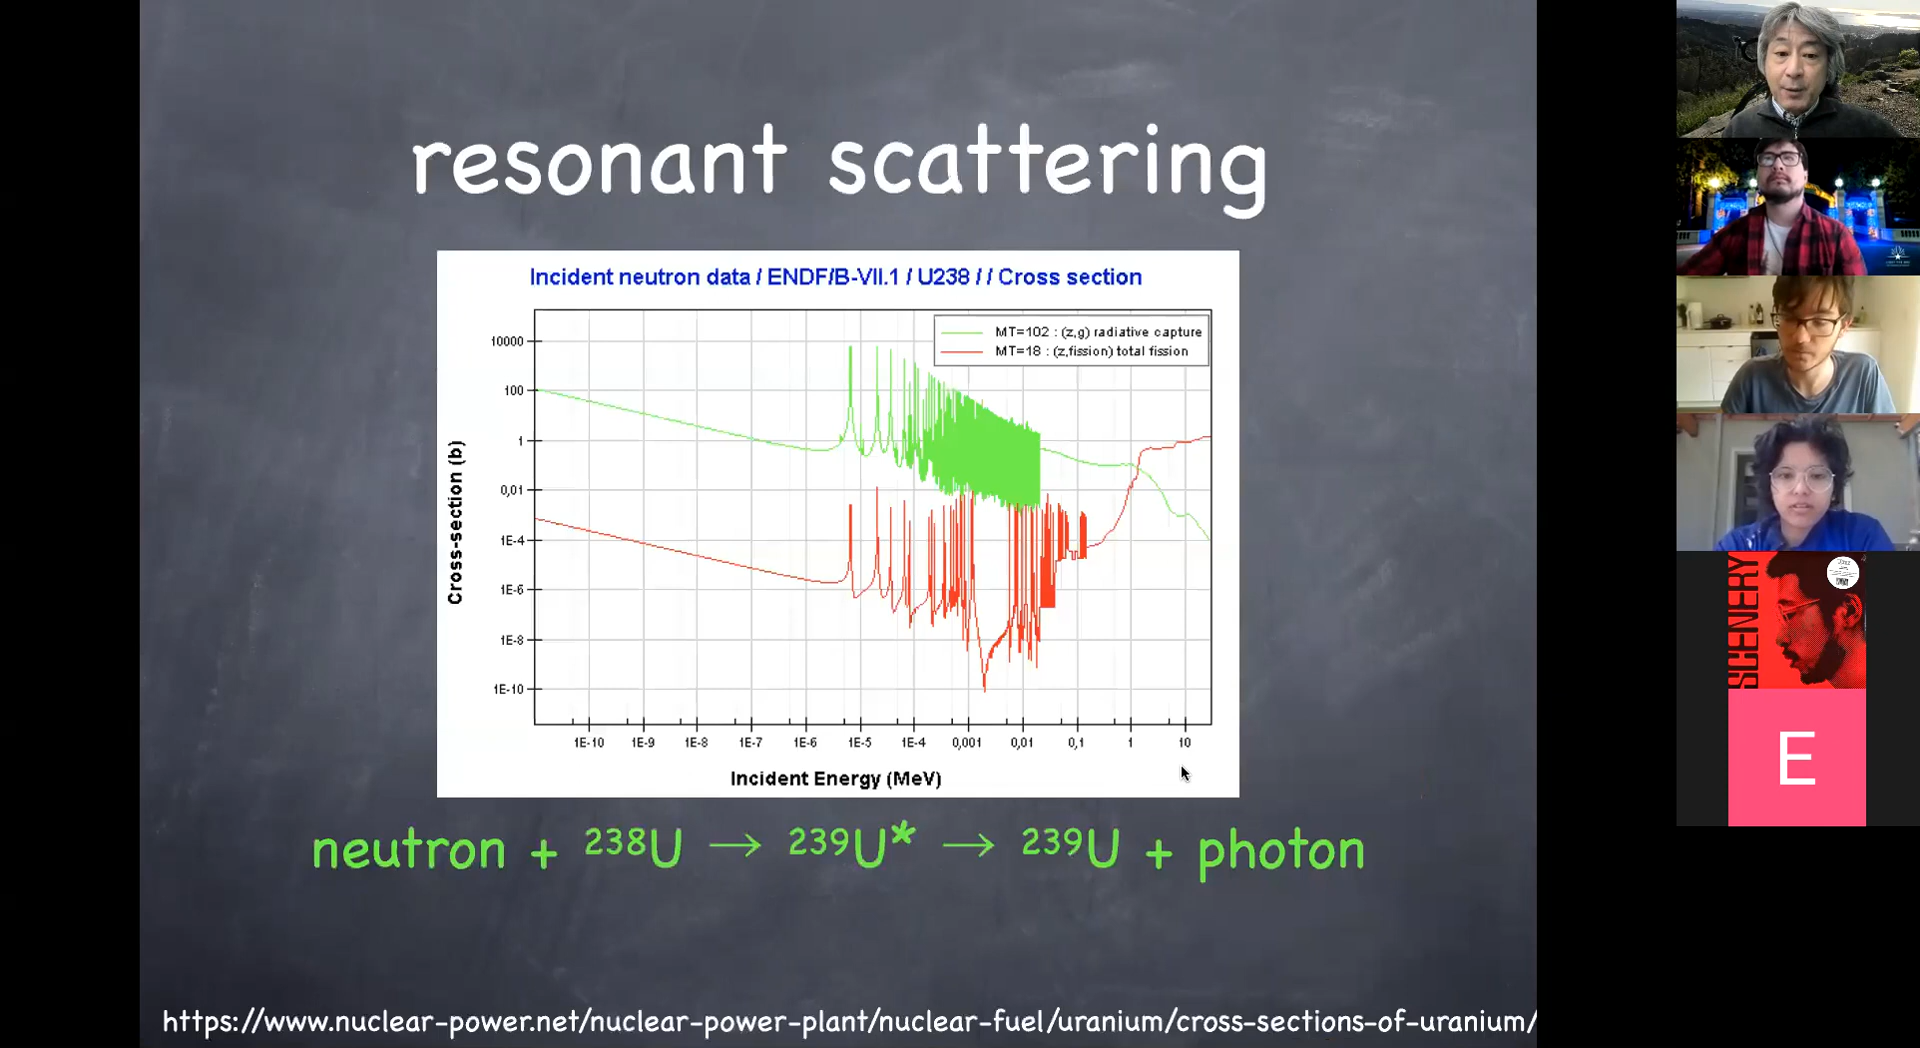 resonant scattering
Incident neutron data / ENDF/B-VII.1 / U238 / / Cross section
MT=102 : (z,g) radiative capture
MT=18 : (z,fission) total fission
10000
100
1
0,01
1E-4
1E-6
1E-8
1E-10
Cross-section (b)
1E-10 1E-9 1E-8 1E-7 1E-6 1E-5 1E-4 0,001 0,01 0,1 1 10
Incident Energy (MeV)
neutron + ²³⁸U → ²³⁹U* → ²³⁹U + photon
https://www.nuclear-power.net/nuclear-power-plant/nuclear-fuel/uranium/cross-sections-of-uranium/
SCENERY
E